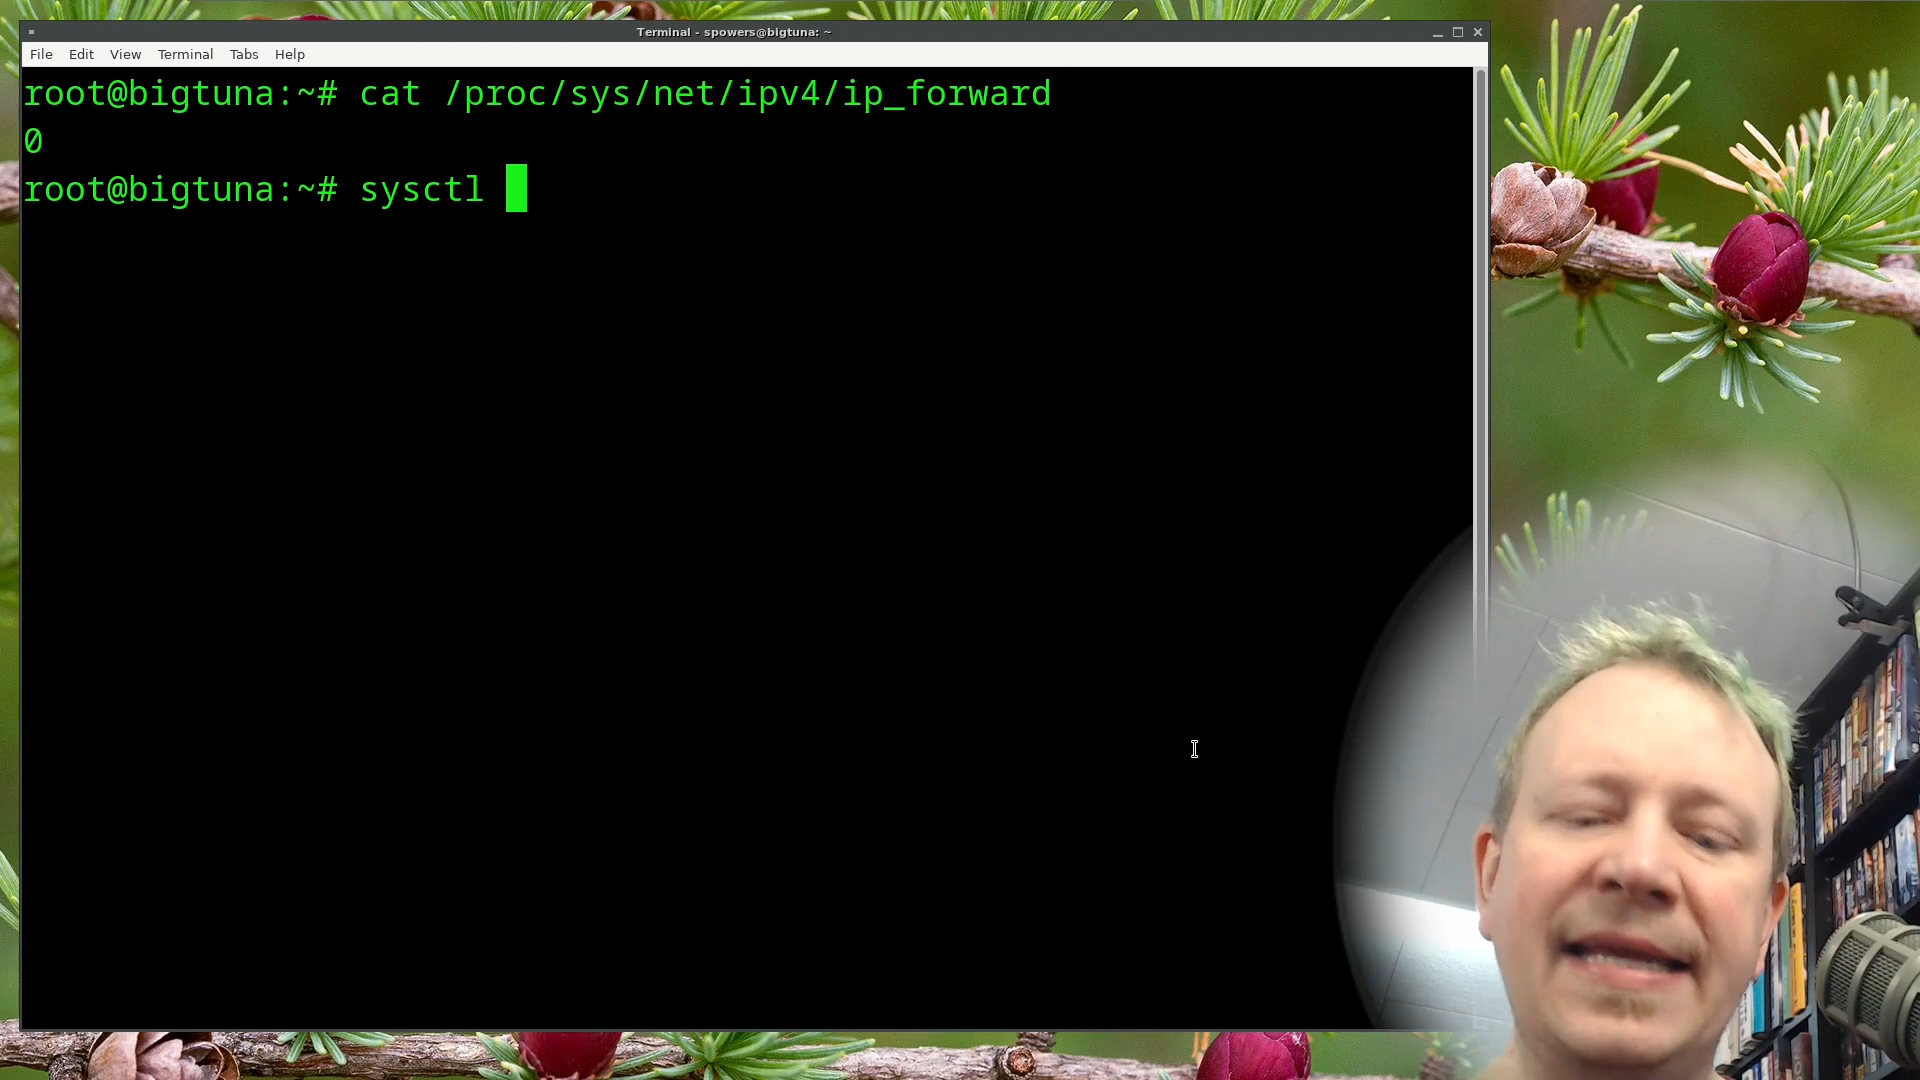 Terminal - spowers@bigtuna: ~
File Edit View Terminal Tabs Help
root@bigtuna:~# cat /proc/sys/net/ipv4/ip_forward
0
root@bigtuna:~# sysctl